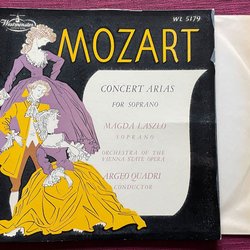 Westminster
WL 5179
MOZART
CONCERT ARIAS
FOR SOPRANO
MAGDA LASZLO
SOPRANO
ORCHESTRA OF THE
VIENNA STATE OPERA
ARGEO QUADRI
CONDUCTOR